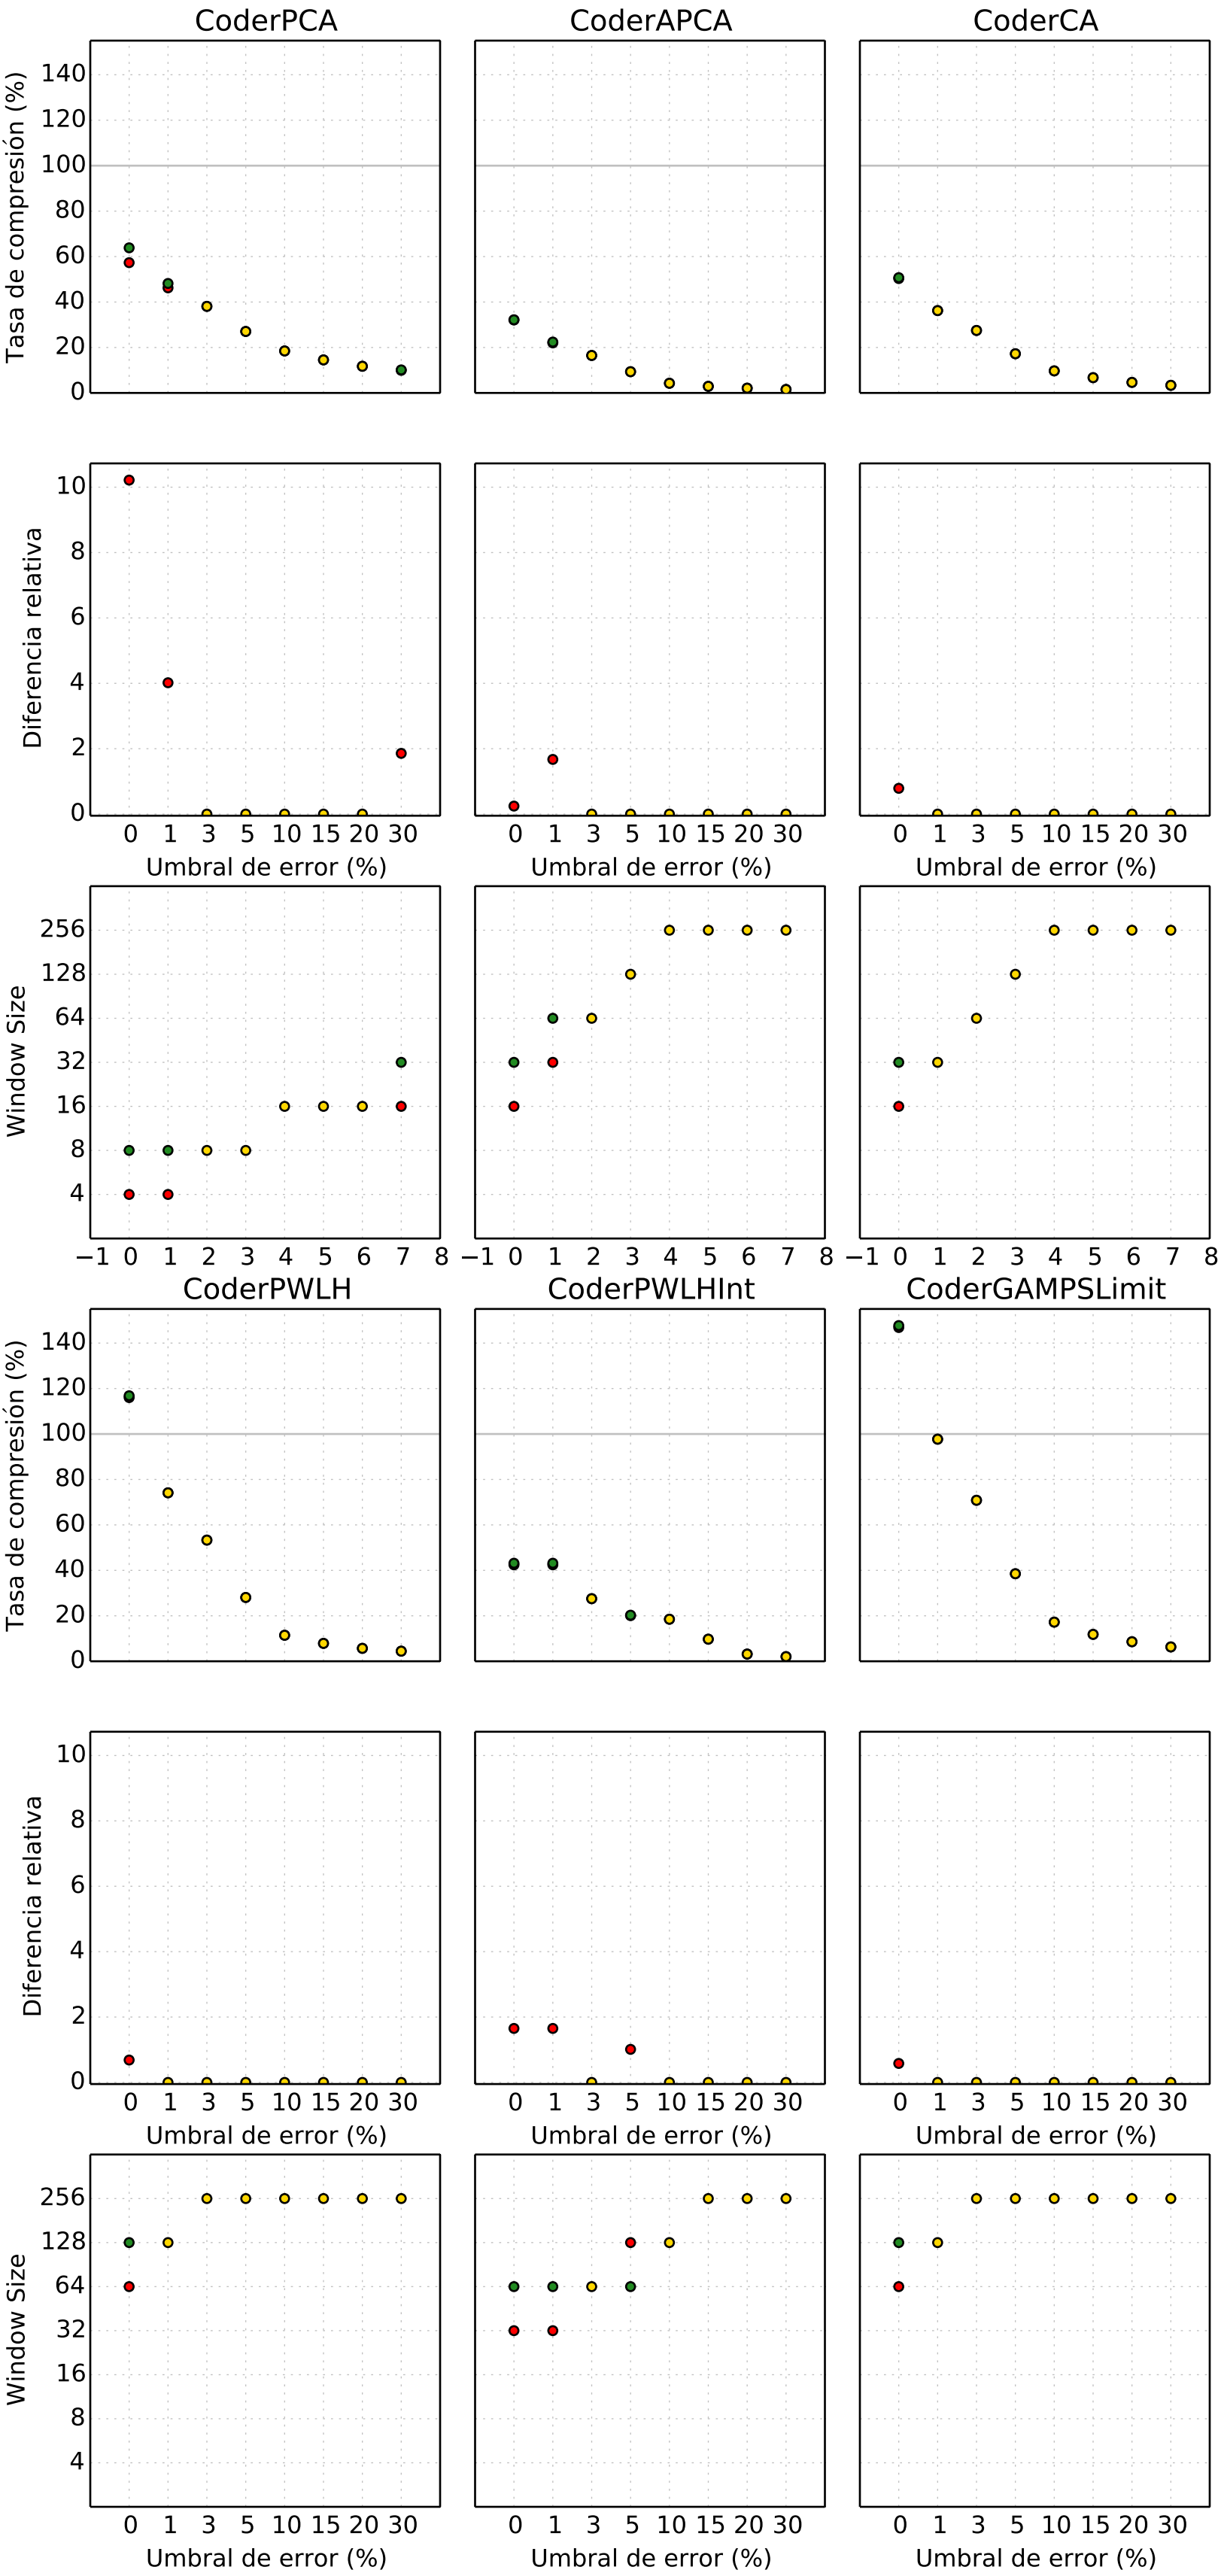 CoderPCA CoderAPCA CoderCA
Tasa de compresión (%)
140
120
100
80
60
40
20
0
Diferencia relativa
10
8
6
4
2
0
0 1 3 5 10 15 20 30 0 1 3 5 10 15 20 30 0 1 3 5 10 15 20 30
Umbral de error (%) Umbral de error (%) Umbral de error (%)
Window Size
256
128
64
32
16
8
4
−1 0 1 2 3 4 5 6 7 8 −1 0 1 2 3 4 5 6 7 8 −1 0 1 2 3 4 5 6 7 8
CoderPWLH CoderPWLHInt CoderGAMPSLimit
Tasa de compresión (%)
140
120
100
80
60
40
20
0
Diferencia relativa
10
8
6
4
2
0
0 1 3 5 10 15 20 30 0 1 3 5 10 15 20 30 0 1 3 5 10 15 20 30
Umbral de error (%) Umbral de error (%) Umbral de error (%)
Window Size
256
128
64
32
16
8
4
0 1 3 5 10 15 20 30 0 1 3 5 10 15 20 30 0 1 3 5 10 15 20 30
Umbral de error (%) Umbral de error (%) Umbral de error (%)